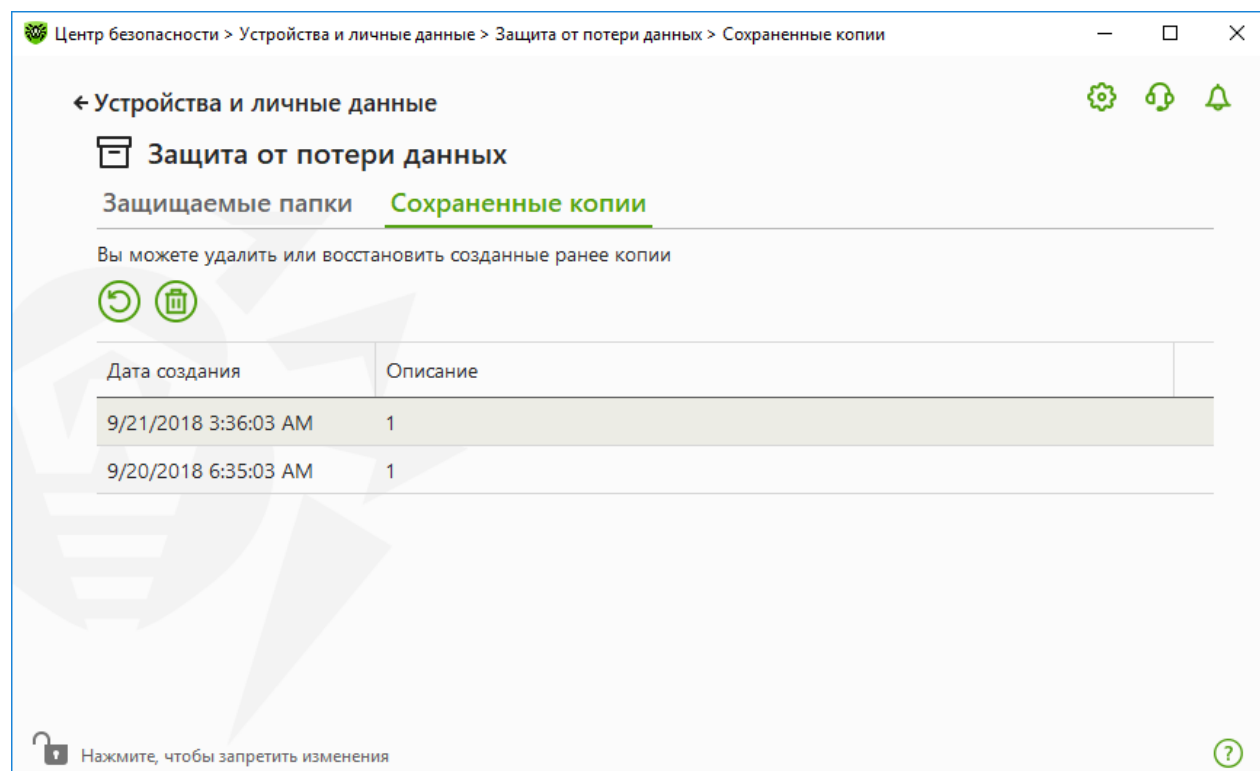 Центр безопасности > Устройства и личные данные > Защита от потери данных > Сохраненные копии
Устройства и личные данные
Защита от потери данных
Защищаемые папки Сохраненные копии
Вы можете удалить или восстановить созданные ранее копии
Дата создания Описание
9/21/2018 3:36:03 AM 1
9/20/2018 6:35:03 AM 1
Нажмите, чтобы запретить изменения
?